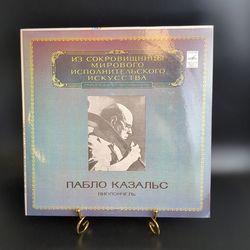 ИЗ СОКРОВИЩНИЦЫ
МИРОВОГО
ИСПОЛНИТЕЛЬСКОГО
ИСКУССТВА
ПАБЛО КАЗАЛЬС
ВИОЛОНЧЕЛЬ